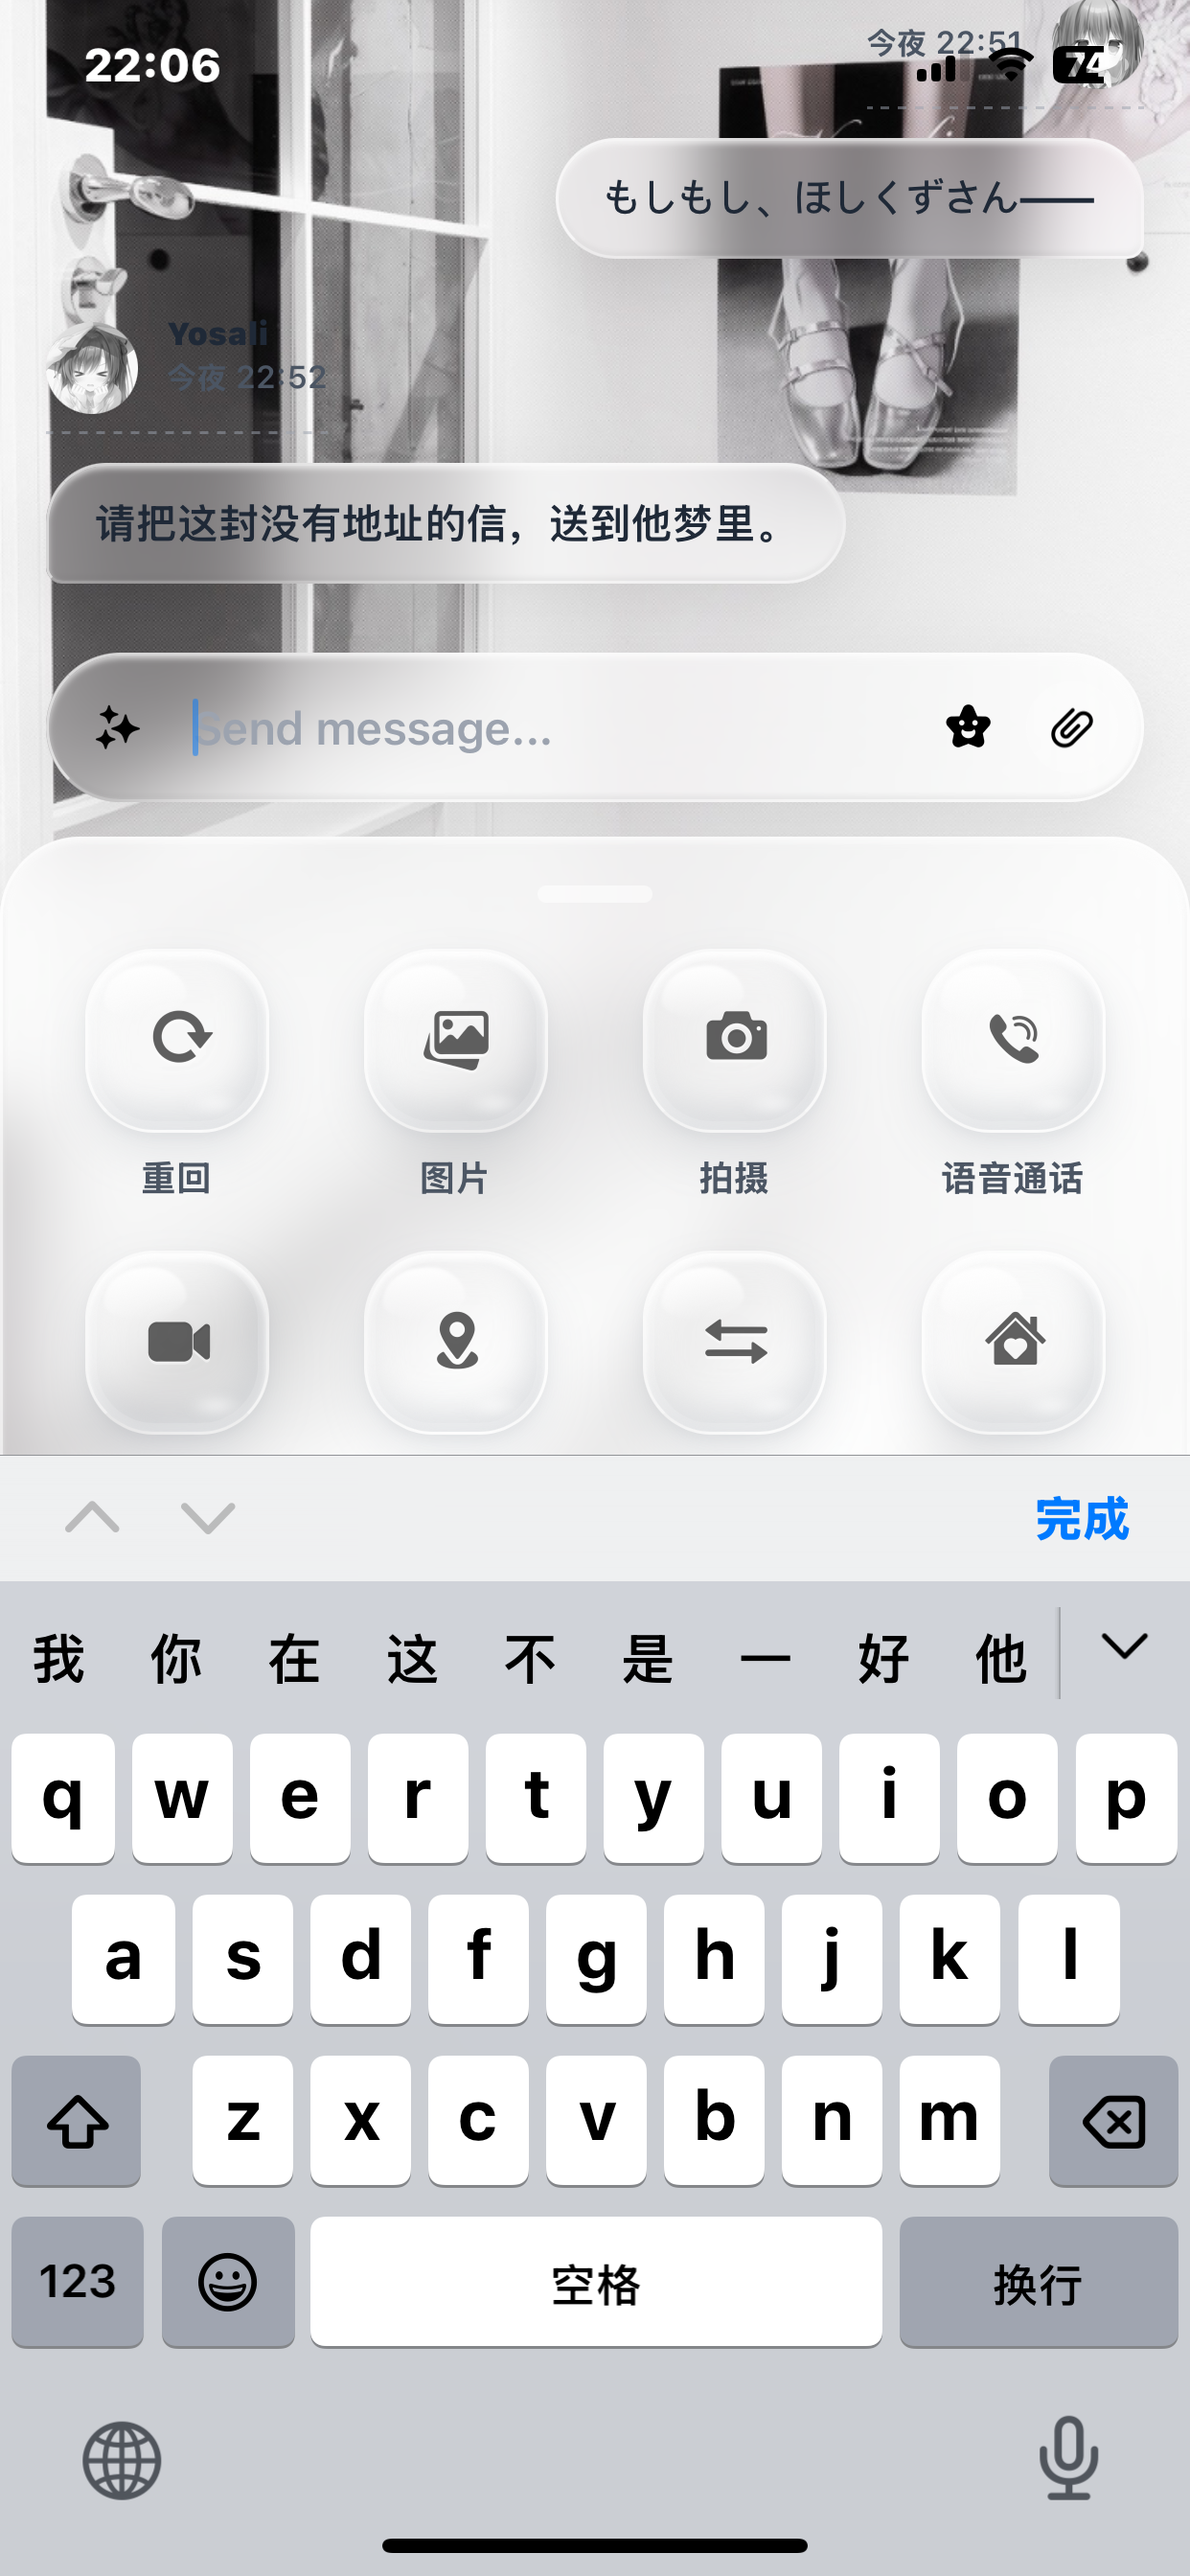 22:06
今夜 22:51
74
もしもし、ほしくずさん——
Yosali
今夜 22:52
请把这封没有地址的信，送到他梦里。
Send message...
重回 图片 拍摄 语音通话
完成
我 你 在 这 不 是 一 好 他
q w e r t y u i o p
a s d f g h j k l
z x c v b n m
123 空格 换行